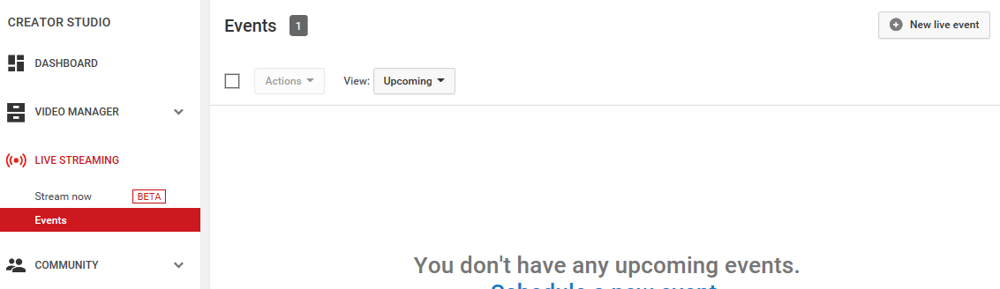 CREATOR STUDIO
DASHBOARD
VIDEO MANAGER
LIVE STREAMING
Stream now BETA
Events
COMMUNITY
Events 1
New live event
Actions View: Upcoming
You don't have any upcoming events.
Schedule a new event